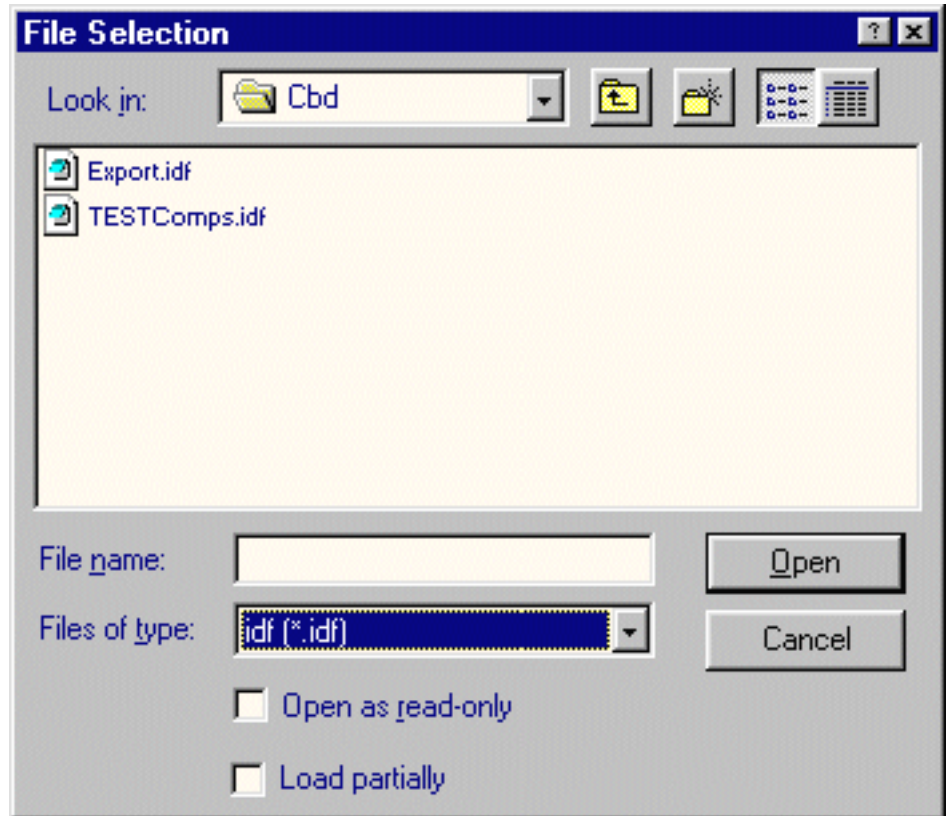 File Selection
Look in: Cbd
Export.idf
TESTComps.idf
File name:
Open
Files of type: idf (*.idf)
Cancel
Open as read-only
Load partially